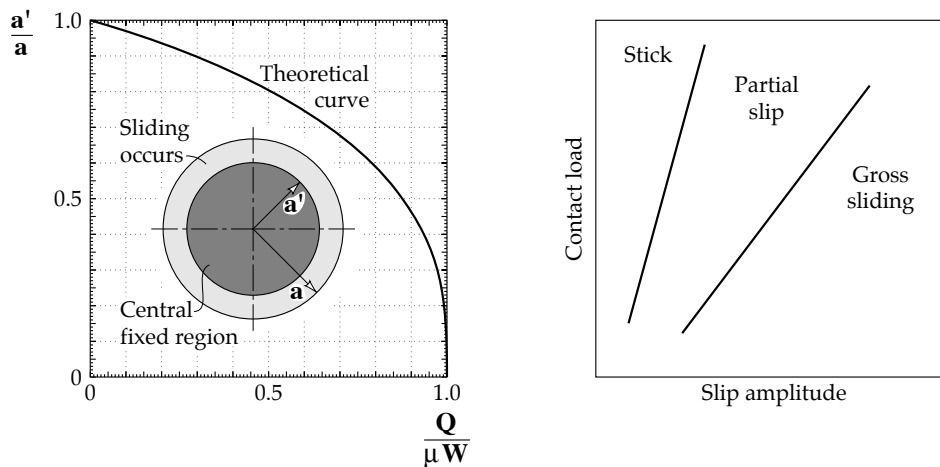 a'
a
1.0
0.5
0
Theoretical
curve
Sliding
occurs
a'
a
Central
fixed region
0
0.5
1.0
Q
μ W
Contact load
Stick
Partial
slip
Gross
sliding
Slip amplitude